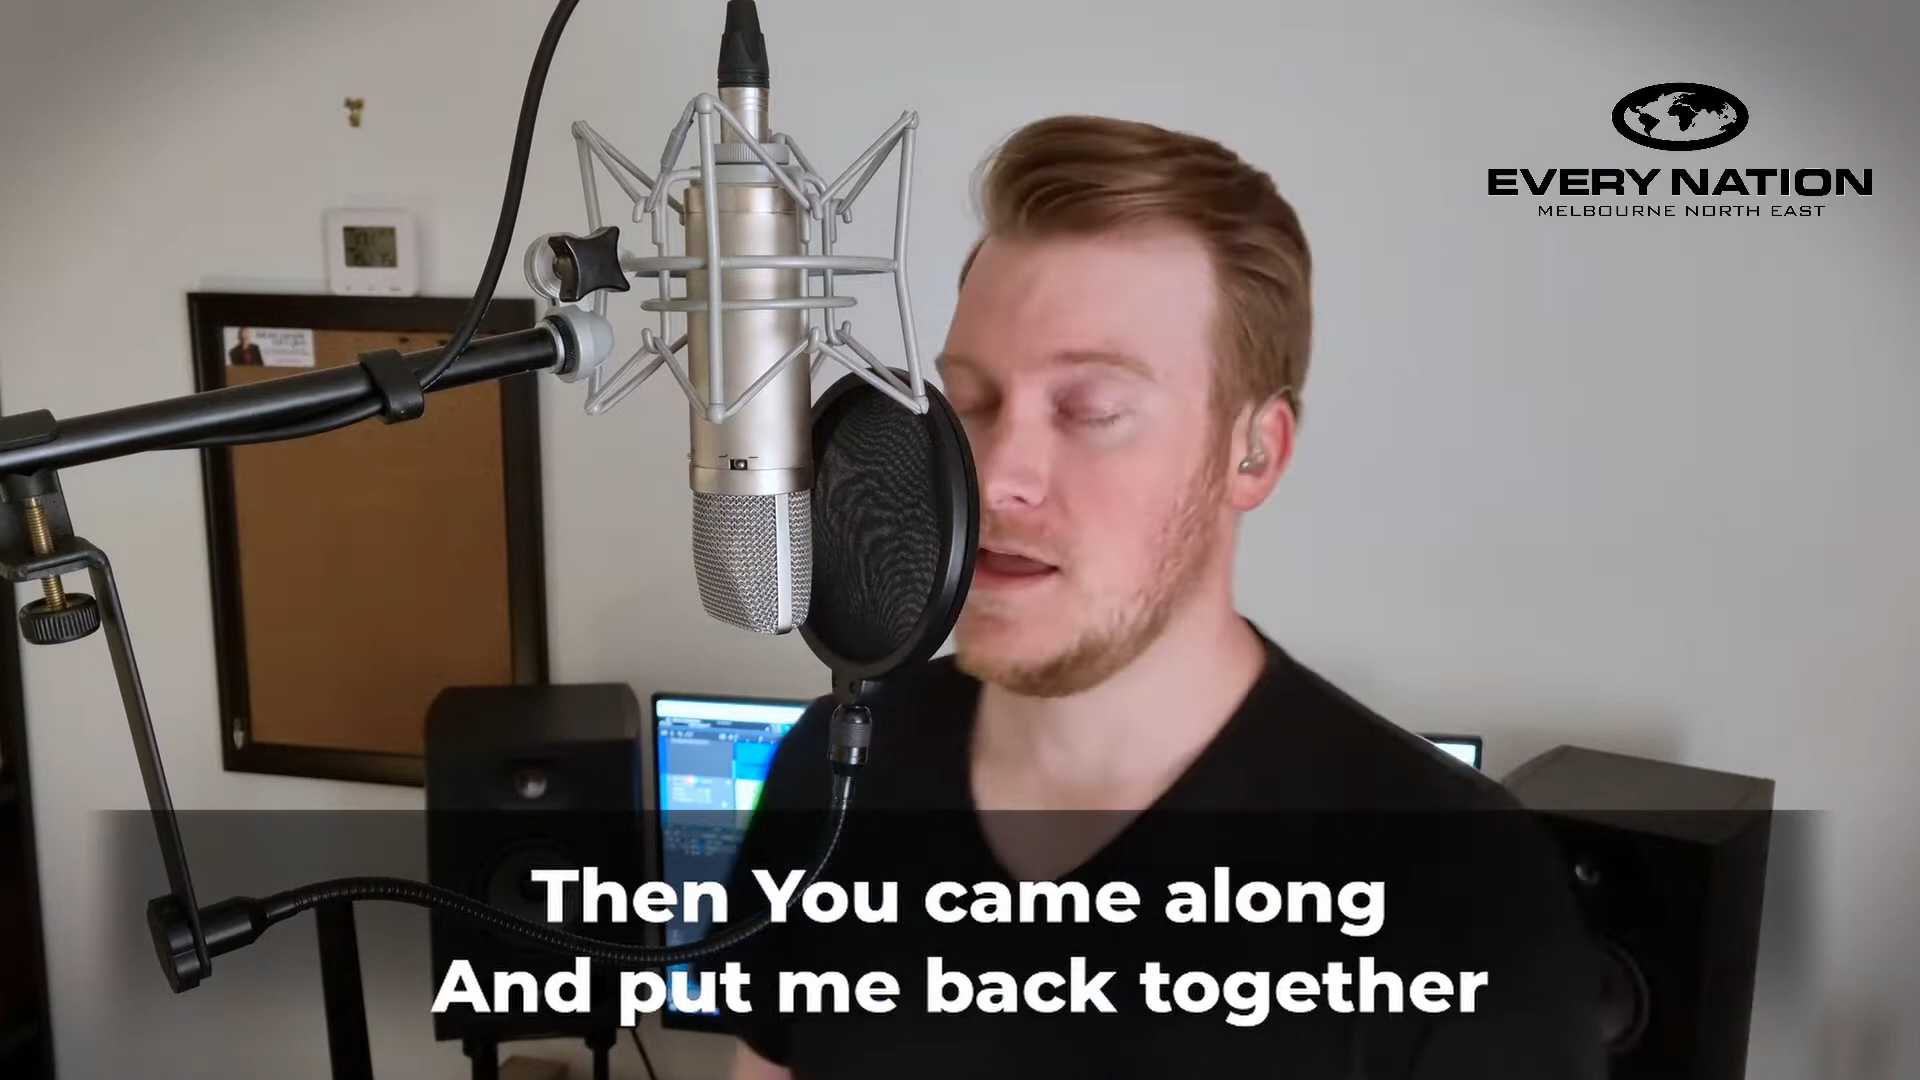 EVERY NATION
MELBOURNE NORTH EAST
Then You came along
And put me back together